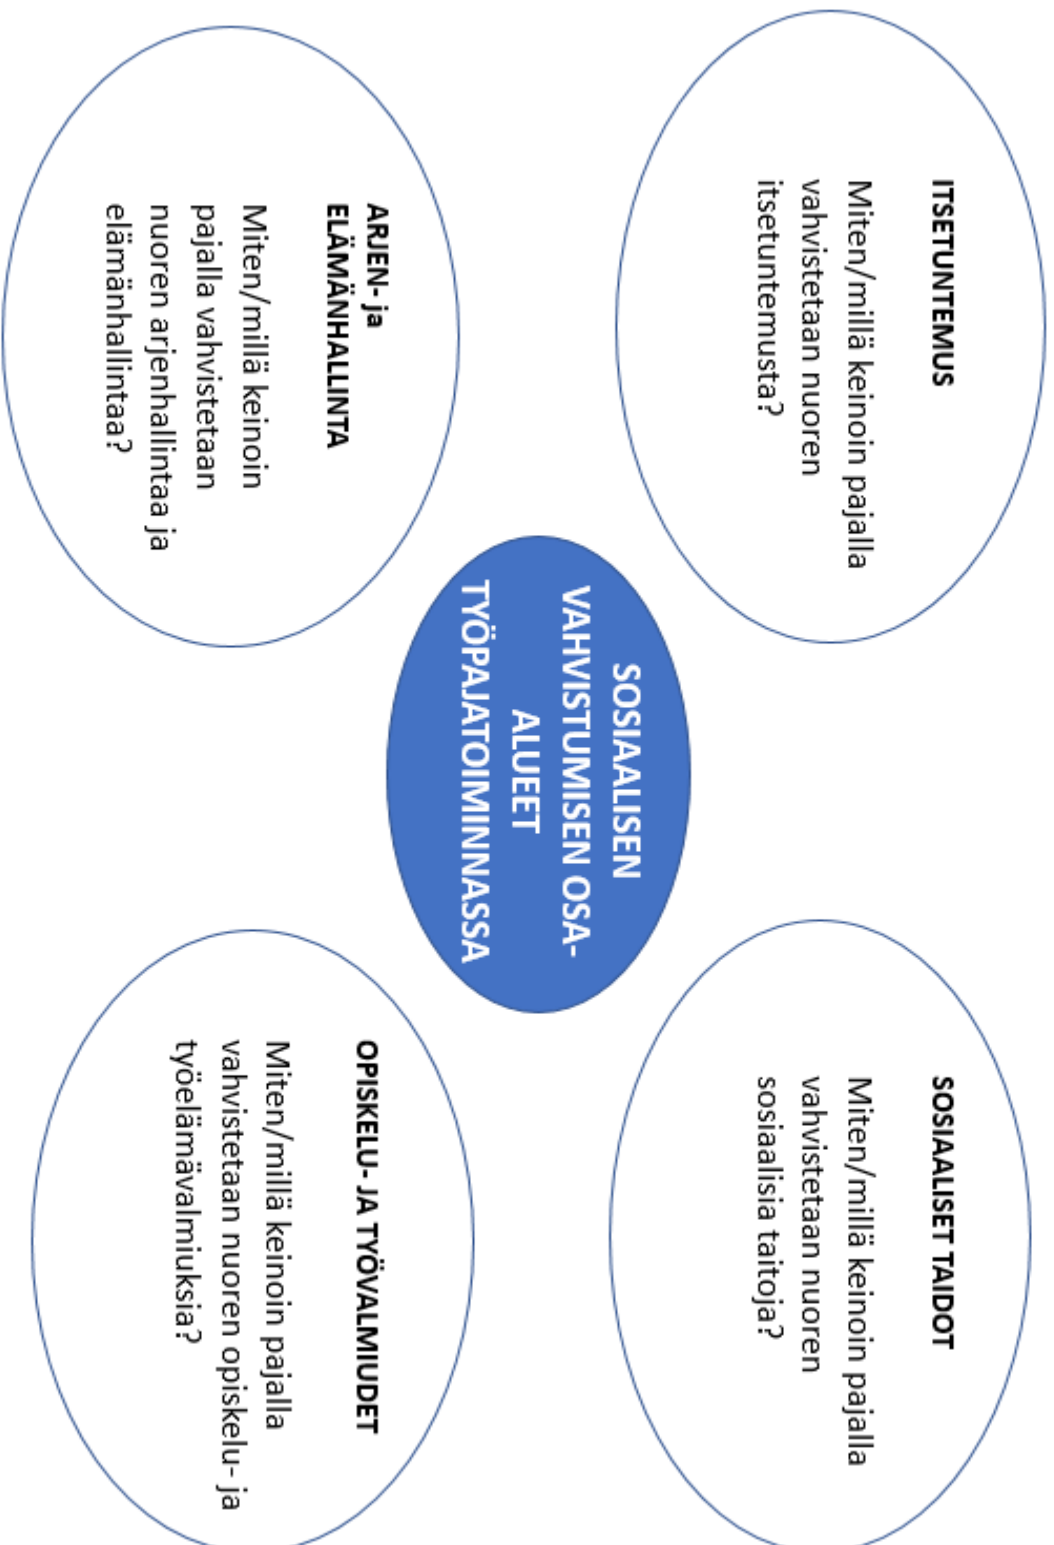 ITSETUNTEMUS
Miten/millä keinoin pajalla
vahvistetaan nuoren
itsetuntemusta?
SOSIAALISET TAIDOT
Miten/millä keinoin pajalla
vahvistetaan nuoren
sosiaalisia taitoja?
SOSIAALISEN
VAHVISTUMISEN OSA-
ALUEET
TYÖPAJATOIMINNASSA
ARJEN- ja
ELÄMÄNHALLINTA
Miten/millä keinoin
pajalla vahvistetaan
nuoren arjenhallintaa ja
elämänhallintaa?
OPISKELU- JA TYÖVALMIUDET
Miten/millä keinoin pajalla
vahvistetaan nuoren opiskelu- ja
työelämävalmiuksia?